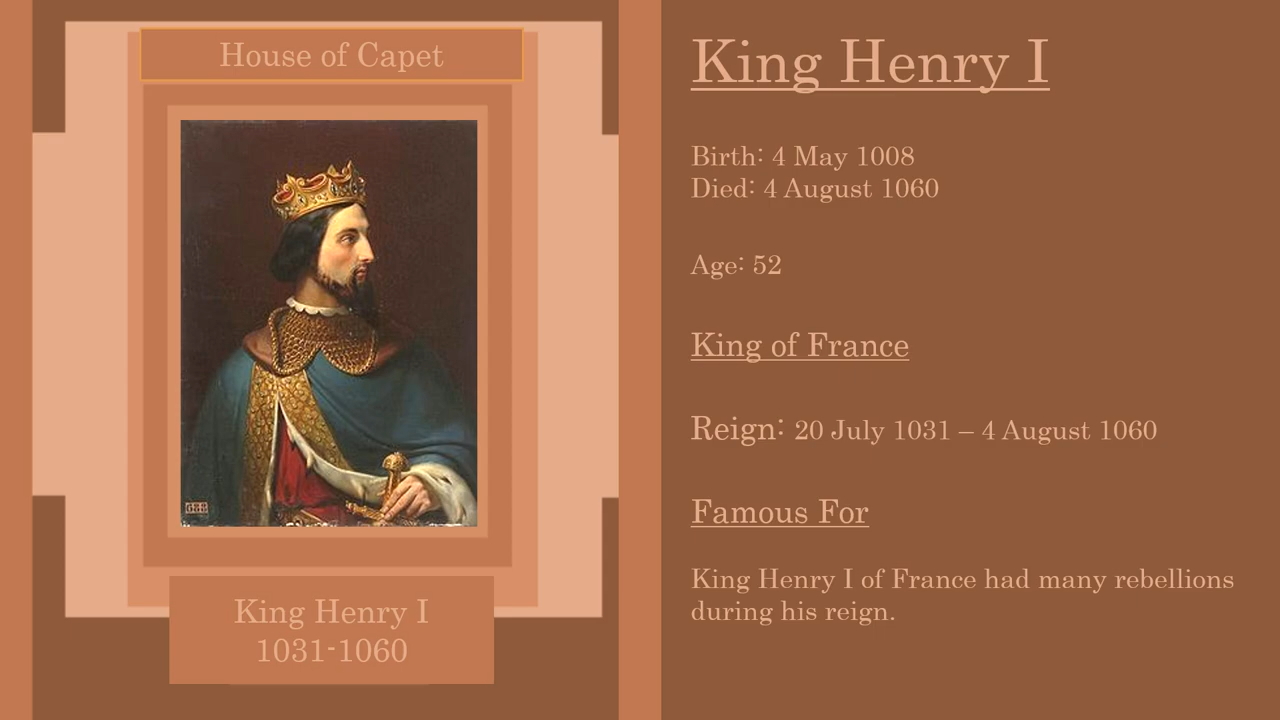 House of Capet
King Henry I
1031-1060
King Henry I
Birth: 4 May 1008
Died: 4 August 1060
Age: 52
King of France
Reign: 20 July 1031 – 4 August 1060
Famous For
King Henry I of France had many rebellions
during his reign.